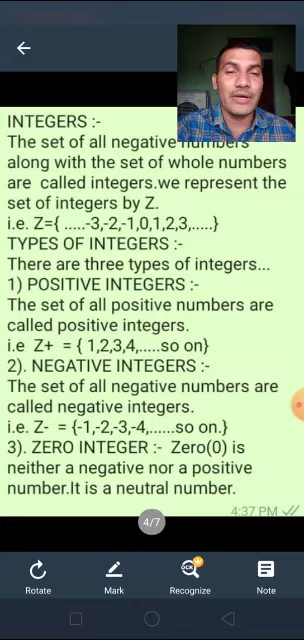 INTEGERS :-
The set of all negative numbers
along with the set of whole numbers
are called integers.we represent the
set of integers by Z.
i.e. Z={ .....-3,-2,-1,0,1,2,3,.....}
TYPES OF INTEGERS :-
There are three types of integers...
1) POSITIVE INTEGERS :-
The set of all positive numbers are
called positive integers.
i.e Z+ = { 1,2,3,4,.....so on}
2). NEGATIVE INTEGERS :-
The set of all negative numbers are
called negative integers.
i.e. Z- = {-1,-2,-3,-4,......so on.}
3). ZERO INTEGER :- Zero(0) is
neither a negative nor a positive
number.It is a neutral number.
4:37 PM
4/7
OCR
Rotate Mark Recognize Note